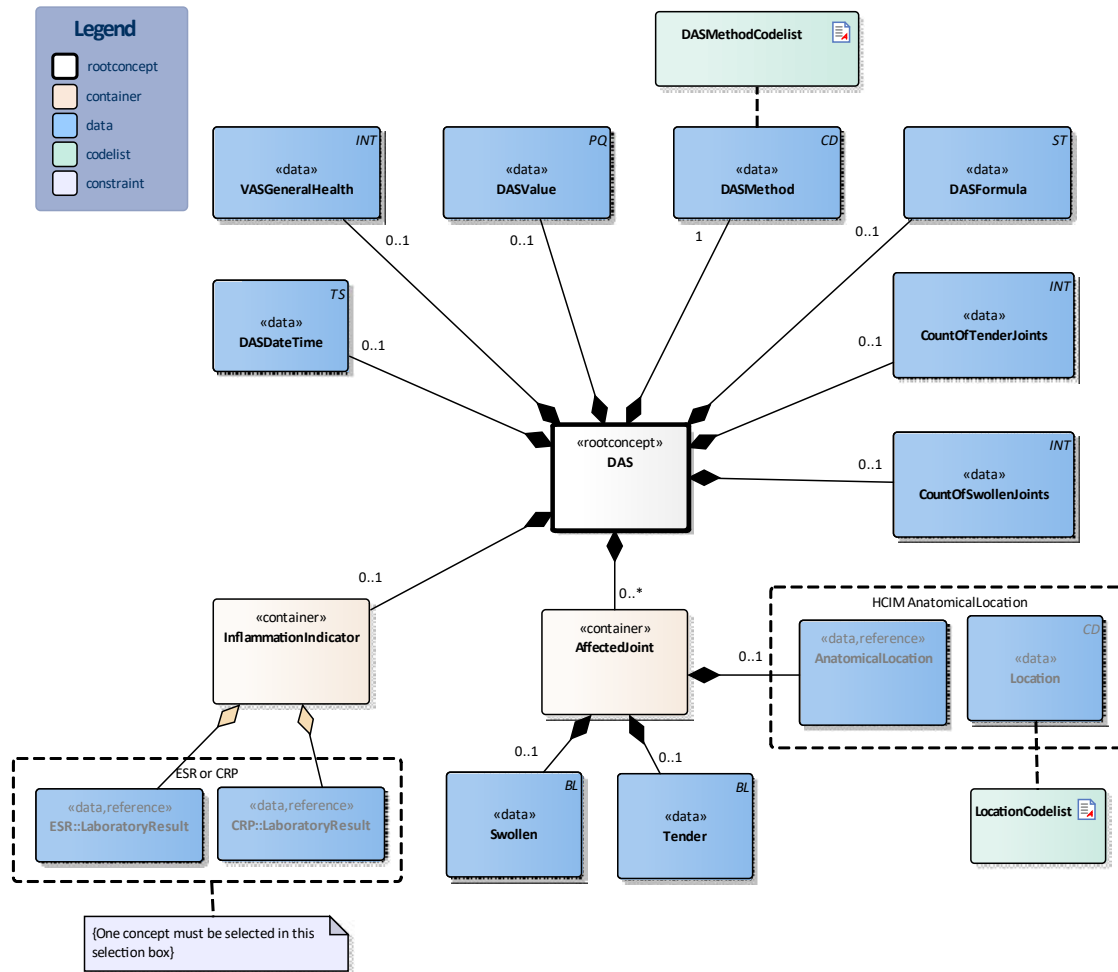 Legend
rootconcept
container
data
codelist
constraint
DASMethodCodelist
INT
«data»
VASGeneralHealth
PQ
«data»
DASValue
CD
«data»
DASMethod
ST
«data»
DASFormula
0..1
0..1
1
0..1
TS
«data»
DASDateTime
0..1
INT
«data»
CountOfTenderJoints
0..1
«rootconcept»
DAS
INT
«data»
CountOfSwollenJoints
0..1
0..1
0..*
«container»
InflammationIndicator
«container»
AffectedJoint
0..1
HCIM AnatomicalLocation
«data,reference»
AnatomicalLocation
CD
«data»
Location
0..1
0..1
ESR or CRP
«data,reference»
ESR::LaboratoryResult
«data,reference»
CRP::LaboratoryResult
BL
«data»
Swollen
BL
«data»
Tender
LocationCodelist
{One concept must be selected in this
selection box}